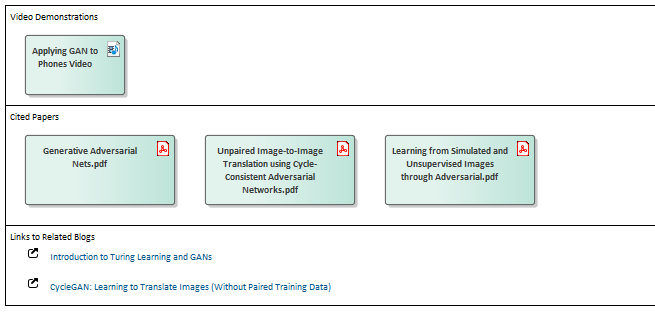 Video Demonstrations
Applying GAN to
Phones Video
Cited Papers
Generative Adversarial
Nets.pdf
Unpaired Image-to-Image
Translation using Cycle-
Consistent Adversarial
Networks.pdf
Learning from Simulated and
Unsupervised Images
through Adversarial.pdf
Links to Related Blogs
Introduction to Turing Learning and GANs
CycleGAN: Learning to Translate Images (Without Paired Training Data)